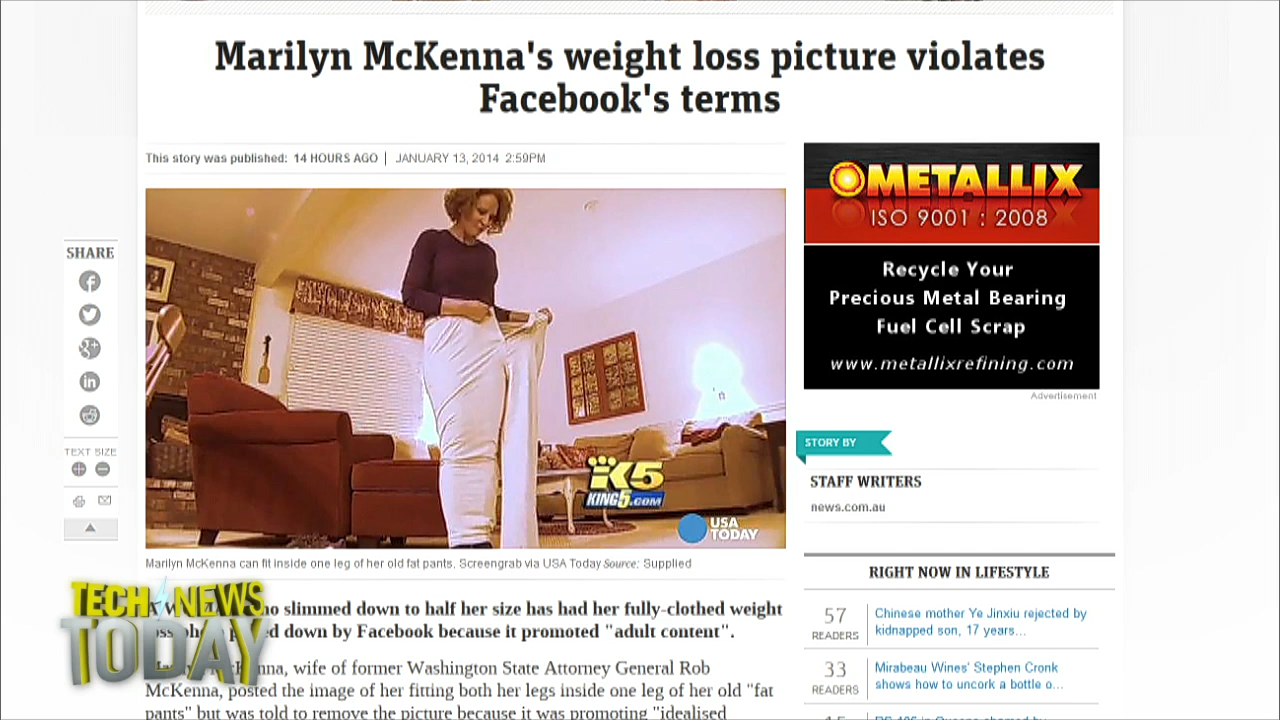 Marilyn McKenna's weight loss picture violates
Facebook's terms
This story was published: 14 HOURS AGO | JANUARY 13, 2014 2:59PM
SHARE
TEXT SIZE
K5
KING5.COM
USA
TODAY
Marilyn McKenna can fit inside one leg of her old fat pants. Screengrab via USA Today Source: Supplied
slimmed down to half her size has had her fully-clothed weight
down by Facebook because it promoted "adult content".
wife of former Washington State Attorney General Rob
McKenna, posted the image of her fitting both her legs inside one leg of her old "fat
pants" but was told to remove the picture because it was promoting "idealised
TECH NEWS
TODAY
METALLIX
ISO 9001 : 2008
Recycle Your
Precious Metal Bearing
Fuel Cell Scrap
www.metallixrefining.com
Advertisement
STORY BY
STAFF WRITERS
news.com.au
RIGHT NOW IN LIFESTYLE
57
READERS
Chinese mother Ye Jinxiu rejected by
kidnapped son, 17 years...
33
READERS
Mirabeau Wines' Stephen Cronk
shows how to uncork a bottle o...